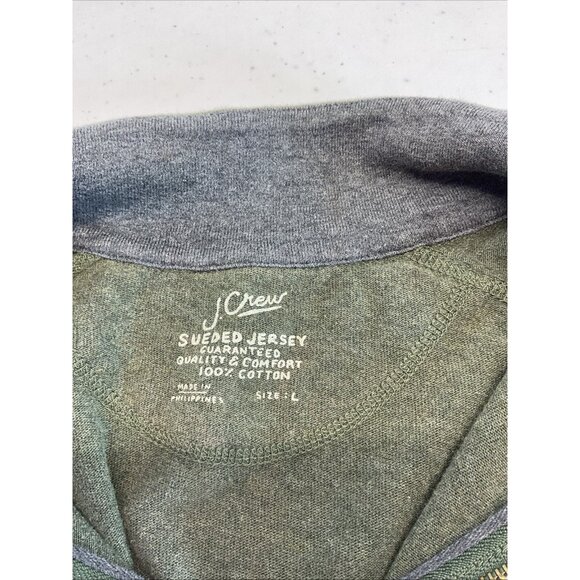 J.Crew
SUEDED JERSEY
GUARANTEED
QUALITY & COMFORT
100% COTTON
MADE IN
PHILIPPINES
SIZE: L